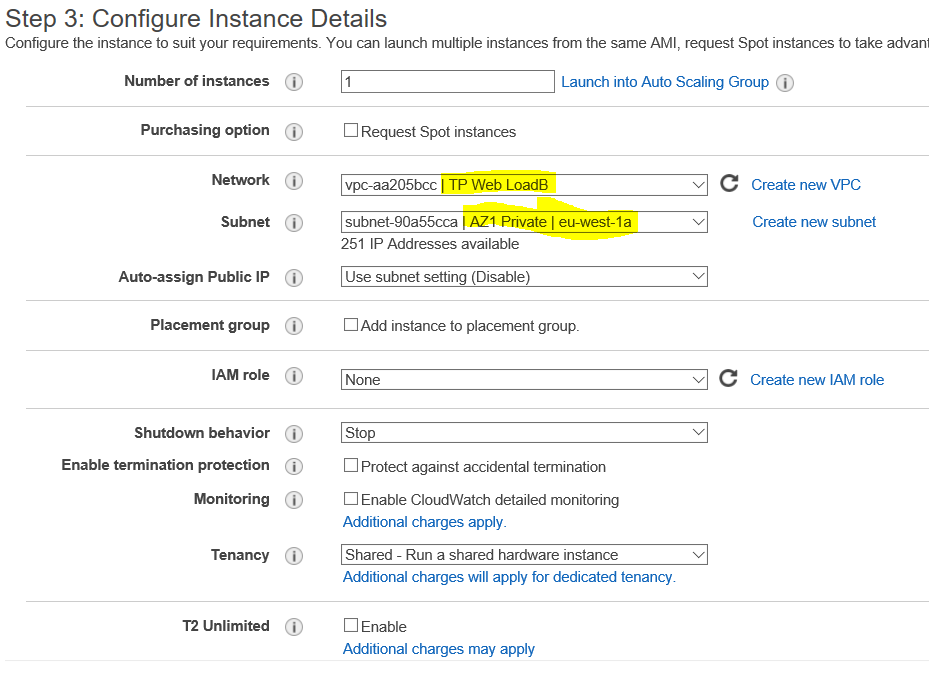 Step 3: Configure Instance Details
Configure the instance to suit your requirements. You can launch multiple instances from the same AMI, request Spot instances to take advant
Number of instances i 1 Launch into Auto Scaling Group i
Purchasing option i Request Spot instances
Network i vpc-aa205bcc | TP Web LoadB Create new VPC
Subnet i subnet-90a55cca | AZ1 Private | eu-west-1a Create new subnet
251 IP Addresses available
Auto-assign Public IP i Use subnet setting (Disable)
Placement group i Add instance to placement group.
IAM role i None Create new IAM role
Shutdown behavior i Stop
Enable termination protection i Protect against accidental termination
Monitoring i Enable CloudWatch detailed monitoring
Additional charges apply.
Tenancy i Shared - Run a shared hardware instance
Additional charges will apply for dedicated tenancy.
T2 Unlimited i Enable
Additional charges may apply